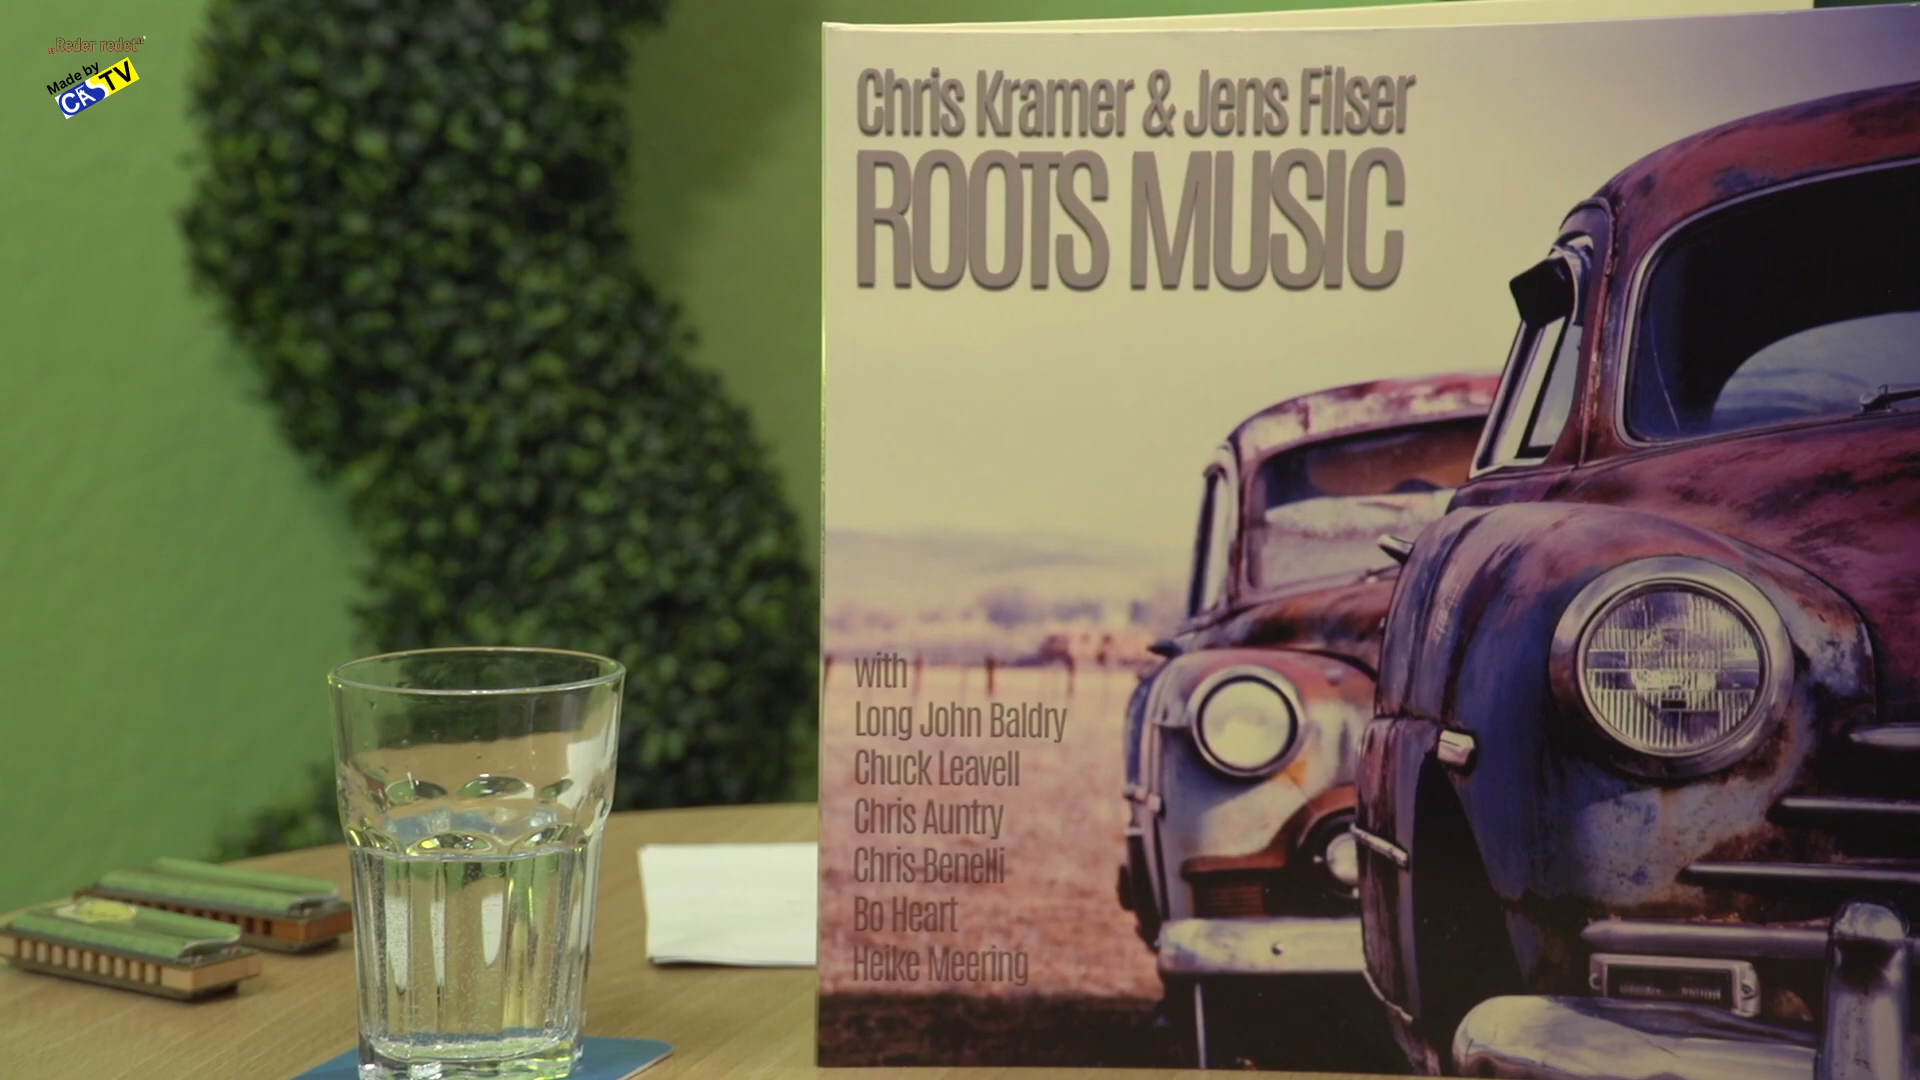 „Reder redet“
Made by
CAS TV
Chris Kramer & Jens Filser
ROOTS MUSIC
with
Long John Baldry
Chuck Leavell
Chris Auntry
Chris Benelli
Bo Heart
Heike Meering